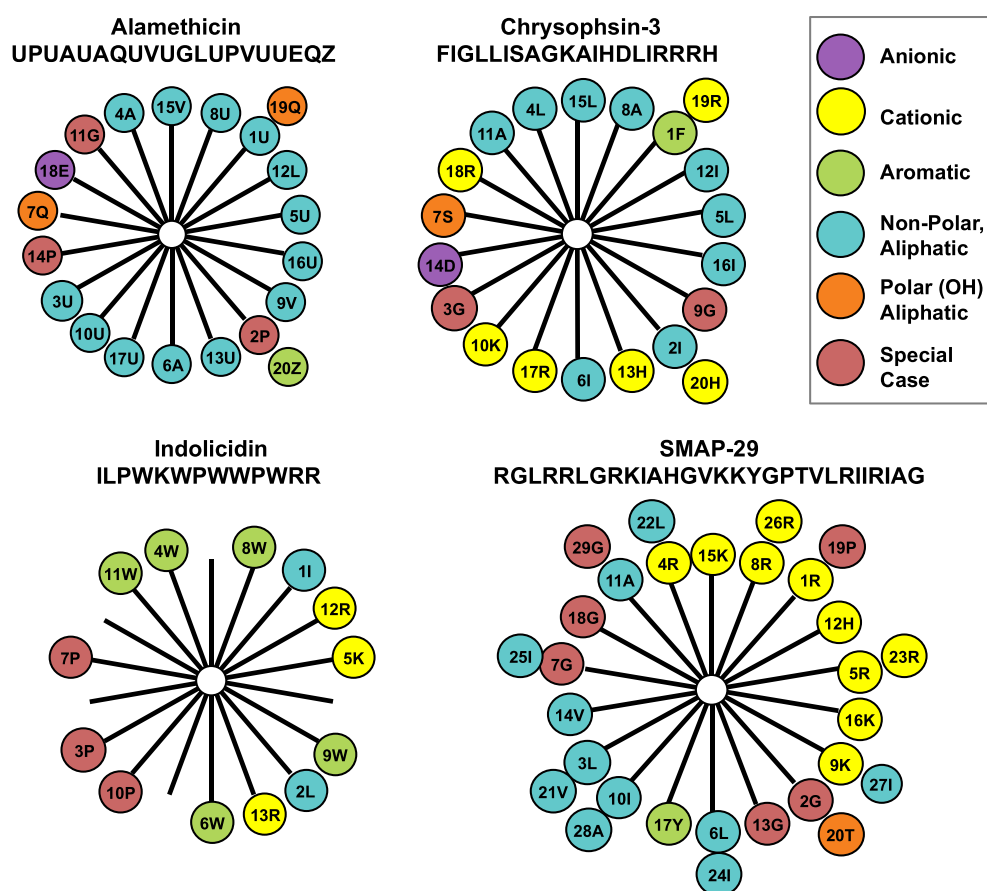 Alamethicin
UPUAUAQUVUGLUPVUUEQZ
15V
8U
19Q
1U
12L
5U
16U
9V
2P
20Z
13U
6A
17U
10U
3U
14P
7Q
18E
11G
4A
Chrysophsin-3
FIGLLISAGKAIHDLIRRRH
15L
8A
19R
1F
12I
5L
16I
9G
2I
20H
13H
6I
17R
10K
3G
14D
7S
18R
11A
4L
Anionic
Cationic
Aromatic
Non-Polar,
Aliphatic
Polar (OH)
Aliphatic
Special
Case
Indolicidin
ILPWKWPWWPWRR
8W
1I
12R
5K
9W
2L
13R
6W
10P
3P
7P
11W
4W
SMAP-29
RGLRRLGRKIAHGVKKYGPTVLRIIRIAG
15K
26R
8R
19P
1R
12H
23R
5R
16K
9K
27I
2G
20T
13G
6L
24I
17Y
10I
28A
3L
21V
14V
7G
25I
18G
11A
29G
4R
22L